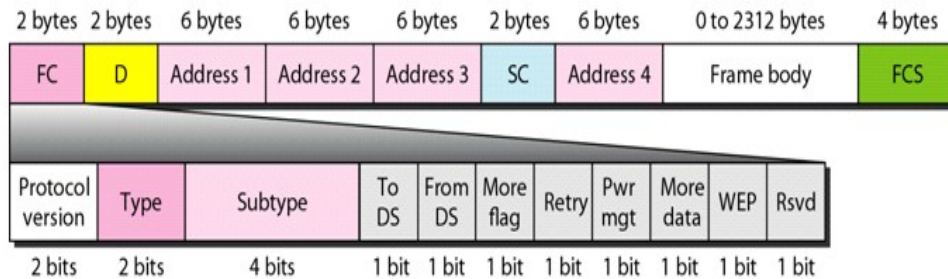 2 bytes 2 bytes 6 bytes 6 bytes 6 bytes 2 bytes 6 bytes 0 to 2312 bytes 4 bytes
FC D Address 1 Address 2 Address 3 SC Address 4 Frame body FCS
Protocol version Type Subtype To DS From DS More flag Retry Pwr mgt More data WEP Rsvd
2 bits 2 bits 4 bits 1 bit 1 bit 1 bit 1 bit 1 bit 1 bit 1 bit 1 bit